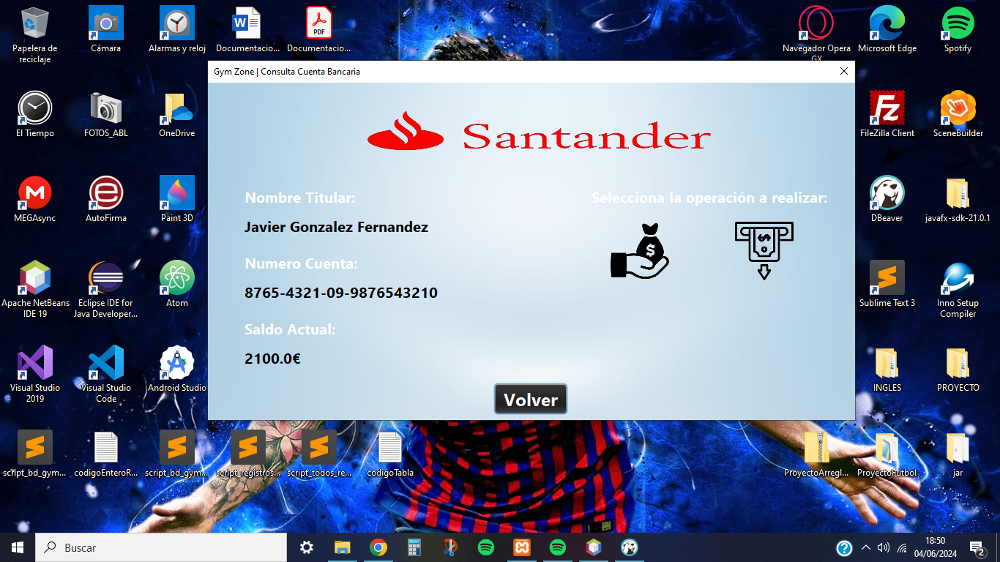 Papelera de
reciclaje
Cámara
Alarmas y reloj
Documentacio...
Documentacio...
Navegador Opera
GX
Microsoft Edge
Spotify
W
PDF
Gym Zone | Consulta Cuenta Bancaria
El Tiempo
FOTOS_ABL
OneDrive
Fz
FileZilla Client
SceneBuilder
Santander
MEGAsync
AutoFirma
Paint 3D
DBeaver
javafx-sdk-21.0.1
Nombre Titular:
Javier Gonzalez Fernandez
Numero Cuenta:
8765-4321-09-9876543210
Saldo Actual:
2100.0€
Selecciona la operación a realizar:
Volver
Apache NetBeans
IDE 19
Eclipse IDE for
Java Developer...
Atom
Sublime Text 3
Inno Setup
Compiler
Visual Studio
2019
Visual Studio
Code
Android Studio
INGLES
PROYECTO
script_bd_gym...
codigoEnteroR...
script_bd_gym...
script_registros...
script_todos_re...
codigoTabla
ProyectoArregl...
ProyectoFutbol
jar
Buscar
18:50
04/06/2024
2